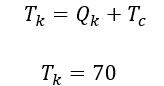 T_k = Q_k + T_c
T_k = 70